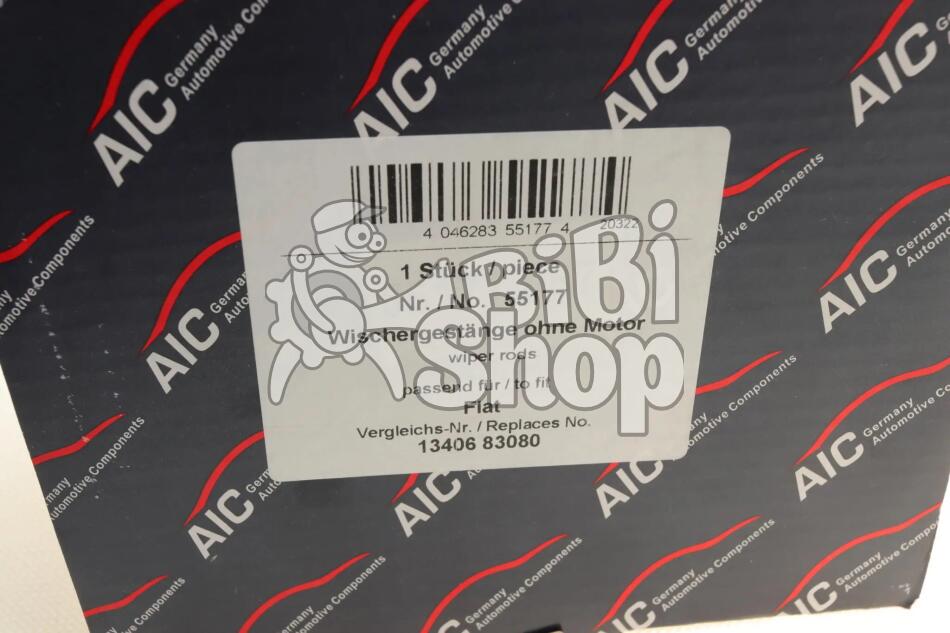 AIC Germany
Automotive Components
4 046283 55177 4
20322
1 Stück / piece
Nr. / No. 55177
Wischergestänge ohne Motor
wiper rods
passend für / to fit
Fiat
Vergleichs-Nr. / Replaces No.
13406 83080
BiBi
Shop